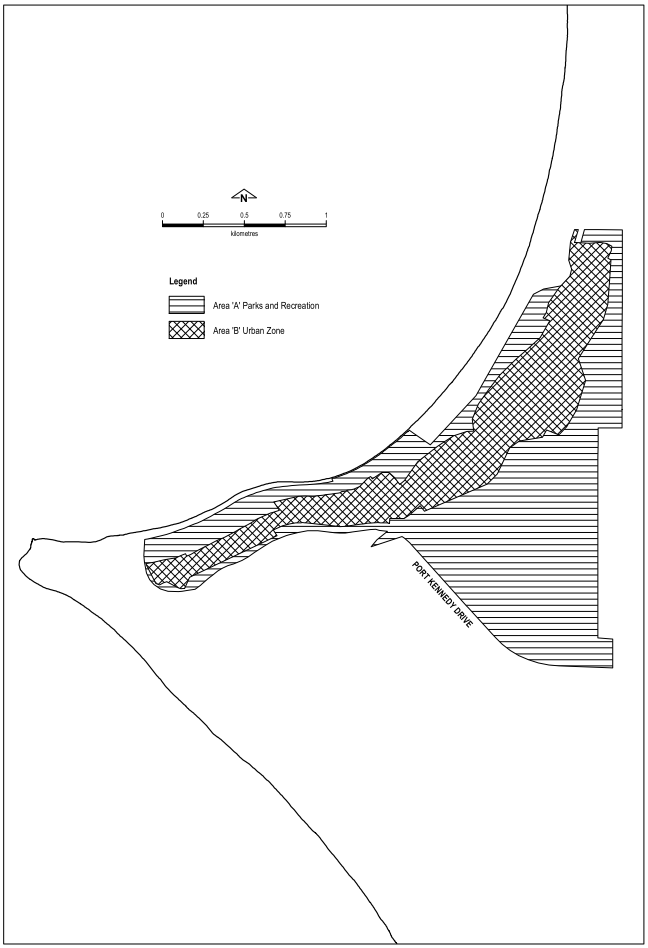 N
0 0.25 0.5 0.75 1
kilometres
Legend
Area 'A' Parks and Recreation
Area 'B' Urban Zone
PORT KENNEDY DRIVE